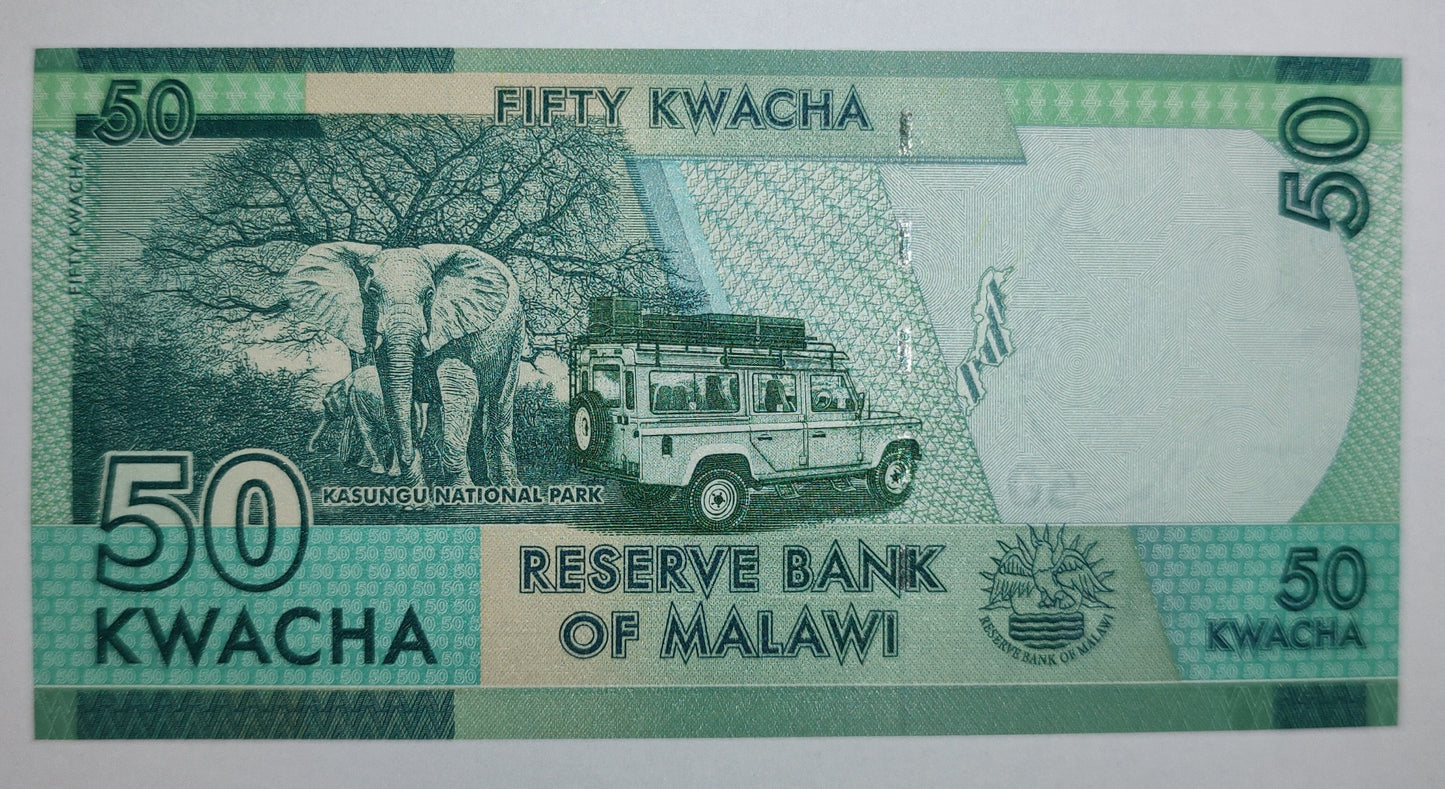 50
FIFTY KWACHA
50
FIFTY KWACHA
KASUNGU NATIONAL PARK
50
KWACHA
RESERVE BANK
OF MALAWI
RESERVE BANK OF MALAWI
50
KWACHA